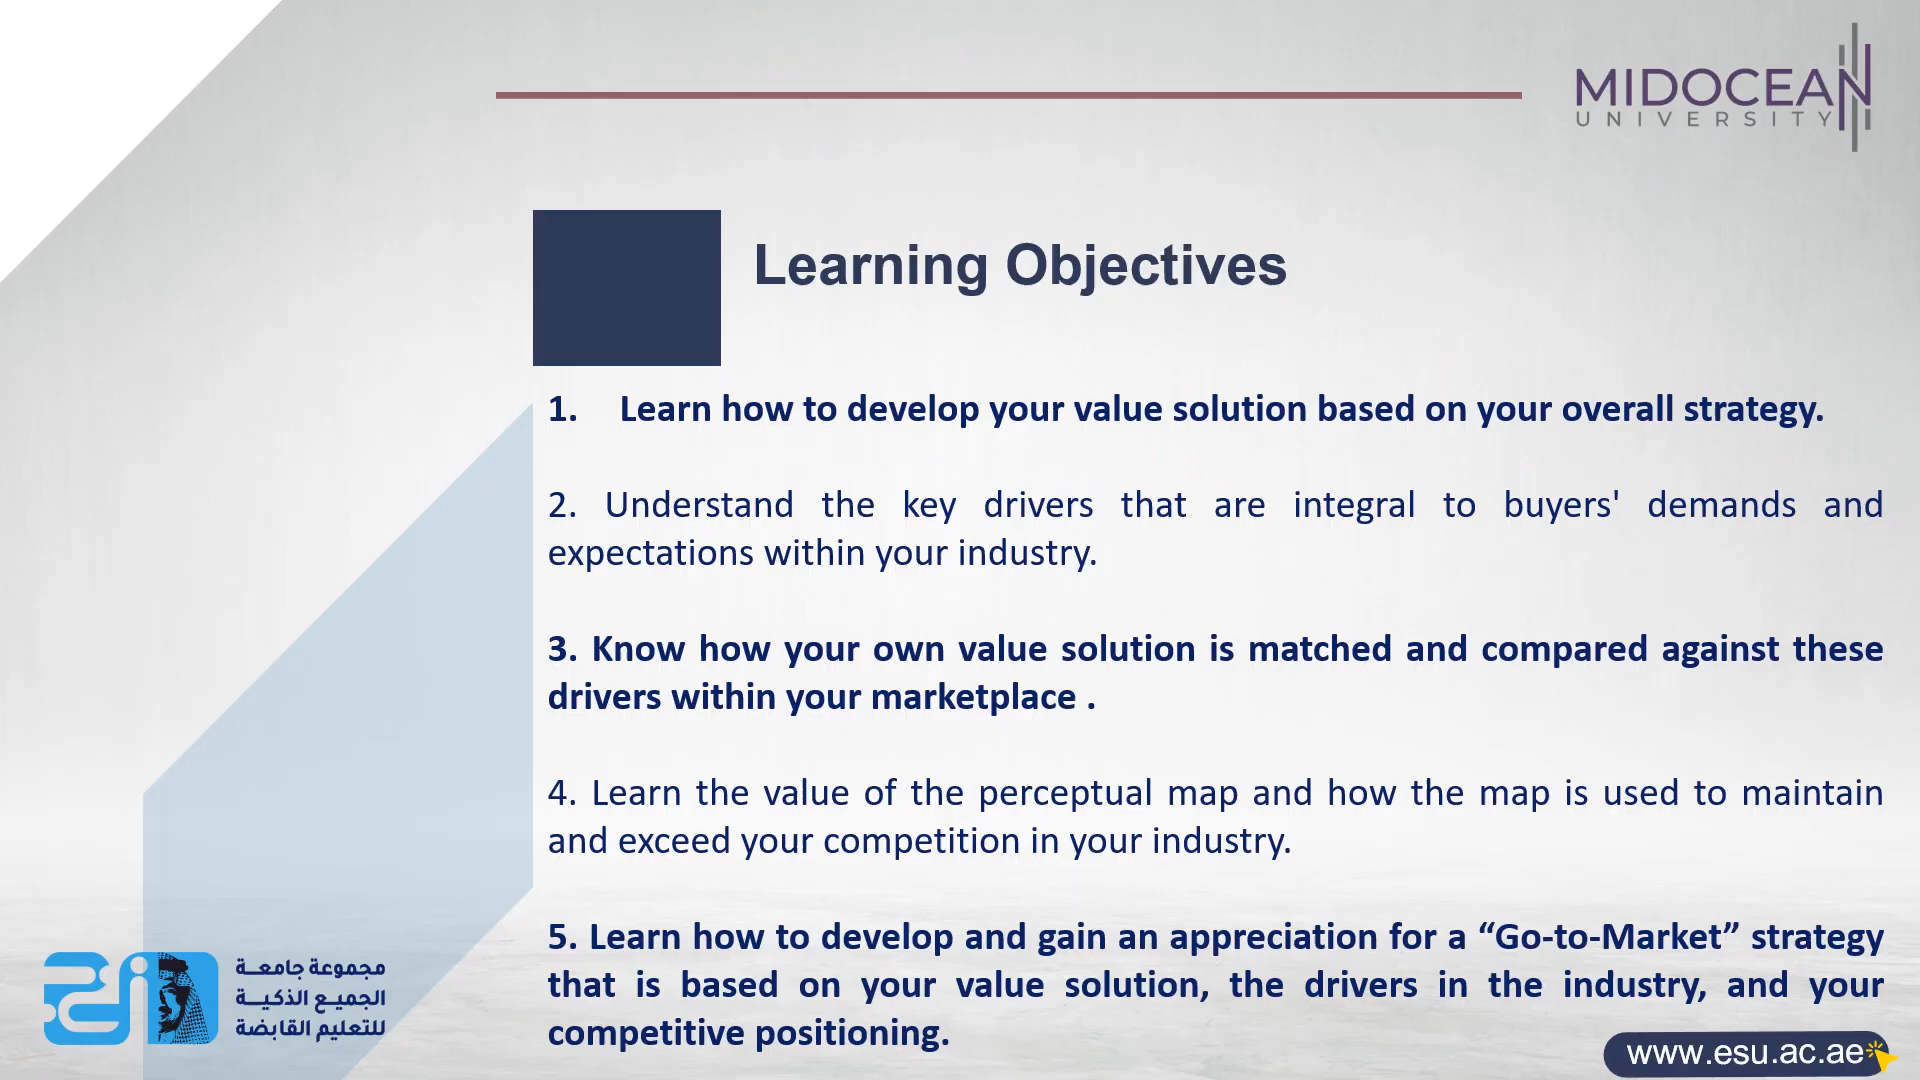 MIDOCEAN
UNIVERSITY
Learning Objectives
1. Learn how to develop your value solution based on your overall strategy.
2. Understand the key drivers that are integral to buyers' demands and
expectations within your industry.
3. Know how your own value solution is matched and compared against these
drivers within your marketplace .
4. Learn the value of the perceptual map and how the map is used to maintain
and exceed your competition in your industry.
5. Learn how to develop and gain an appreciation for a “Go-to-Market” strategy
that is based on your value solution, the drivers in the industry, and your
competitive positioning.
مجموعة جامعة
الجميع الذكية
للتعليم القابضة
www.esu.ac.ae